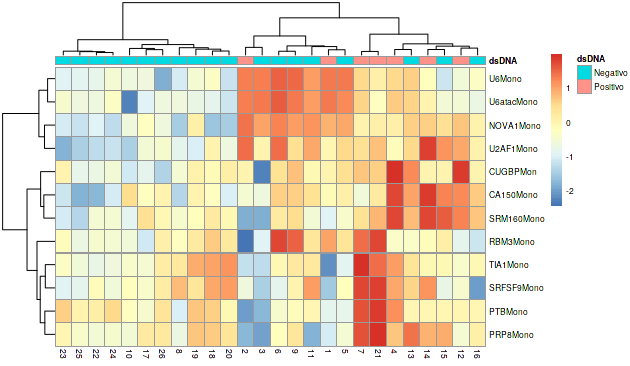 dsDNA
U6Mono
U6atacMono
NOVA1Mono
U2AF1Mono
CUGBPMon
CA150Mono
SRM160Mono
RBM3Mono
TIA1Mono
SRFSF9Mono
PTBMono
PRP8Mono
23 25 22 24 10 17 26 8 19 18 20 2 3 6 9 11 1 5 7 21 4 13 14 15 12 16
1
0
-1
-2
dsDNA
Negativo
Positivo